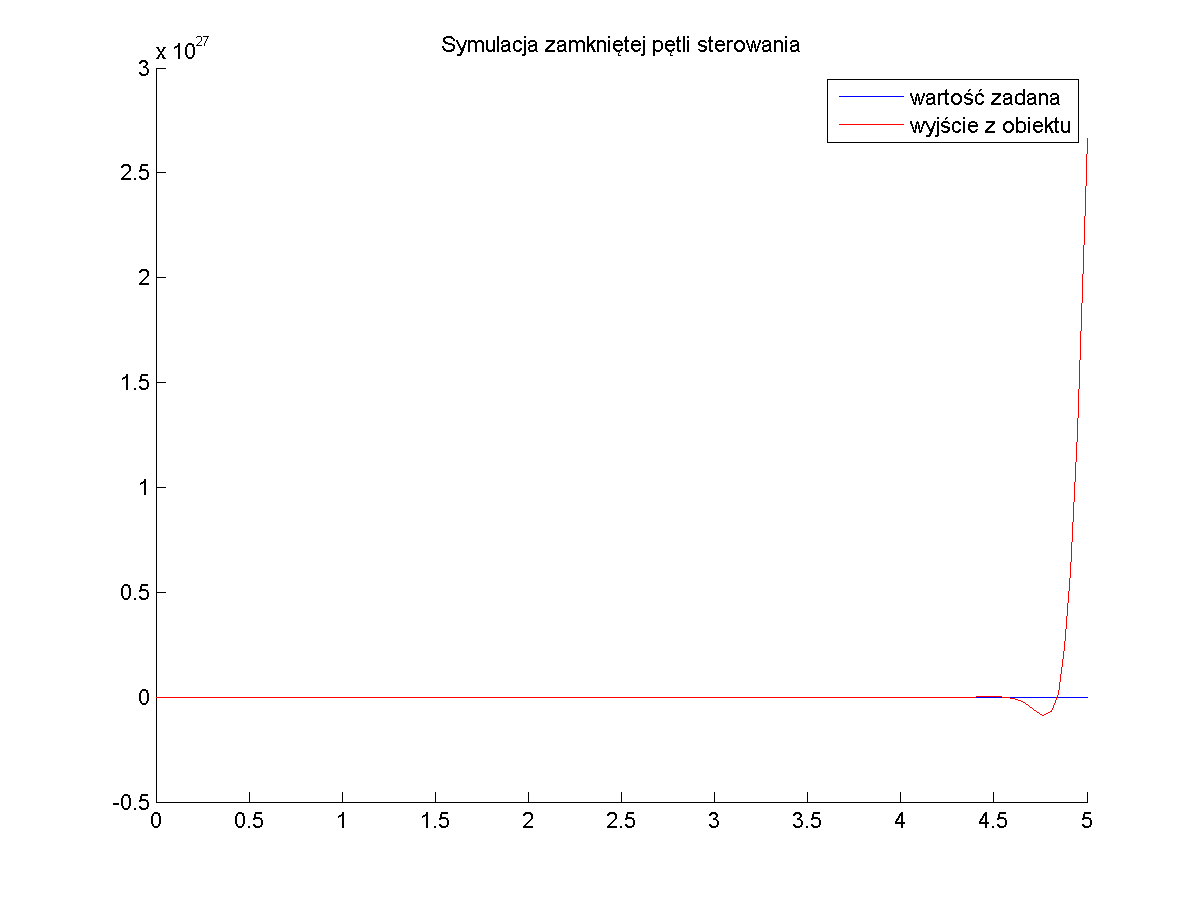 Symulacja zamkniętej pętli sterowania
x 10^27
wartość zadana
wyjście z obiektu
3
2.5
2
1.5
1
0.5
0
-0.5
0 0.5 1 1.5 2 2.5 3 3.5 4 4.5 5